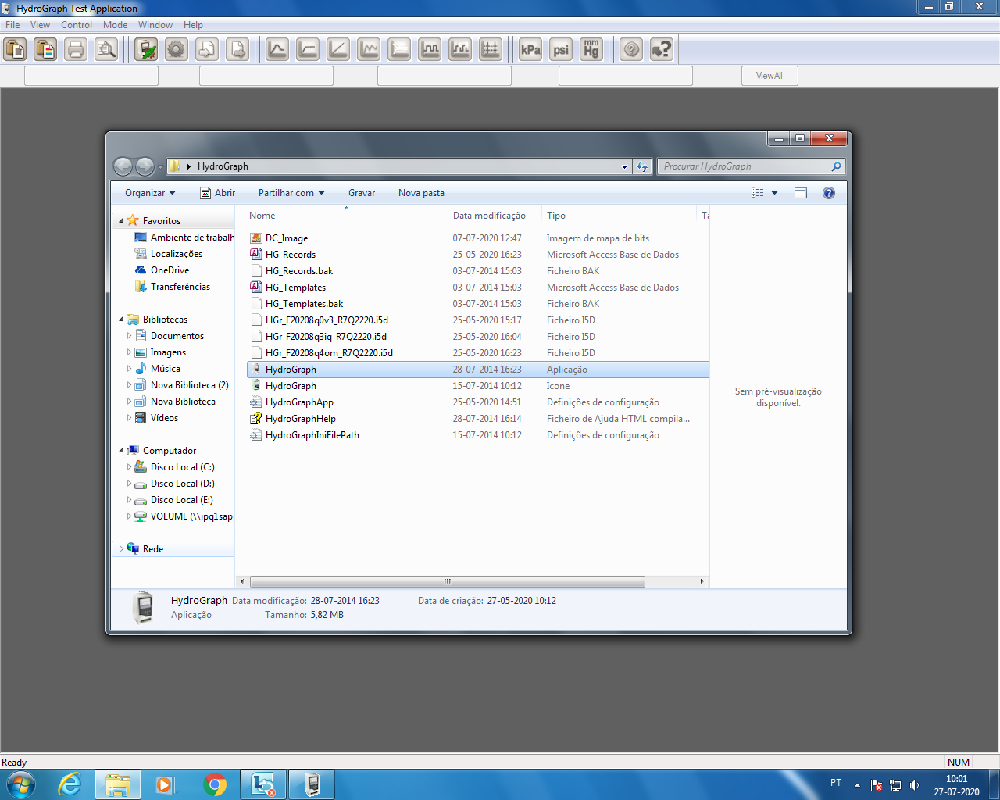 HydroGraph Test Application
File View Control Mode Window Help
kPa psi mm Hg
ViewAll
HydroGraph
Procurar HydroGraph
Organizar Abrir Partilhar com Gravar Nova pasta
Nome Data modificação Tipo
Favoritos
Ambiente de trabalh
Localizações
OneDrive
Transferências
Bibliotecas
Documentos
Imagens
Música
Nova Biblioteca (2)
Nova Biblioteca
Vídeos
Computador
Disco Local (C:)
Disco Local (D:)
Disco Local (E:)
VOLUME (\\ipq1sap
Rede
DC_Image 07-07-2020 12:47 Imagem de mapa de bits
HG_Records 25-05-2020 16:23 Microsoft Access Base de Dados
HG_Records.bak 03-07-2014 15:03 Ficheiro BAK
HG_Templates 03-07-2014 15:03 Microsoft Access Base de Dados
HG_Templates.bak 03-07-2014 15:03 Ficheiro BAK
HGr_F20208q0v3_R7Q2220.i5d 25-05-2020 15:17 Ficheiro I5D
HGr_F20208q3iq_R7Q2220.i5d 25-05-2020 16:04 Ficheiro I5D
HGr_F20208q4om_R7Q2220.i5d 25-05-2020 16:23 Ficheiro I5D
HydroGraph 28-07-2014 16:23 Aplicação
HydroGraph 15-07-2014 10:12 Ícone
HydroGraphApp 25-05-2020 14:51 Definições de configuração
HydroGraphHelp 28-07-2014 16:14 Ficheiro de Ajuda HTML compila...
HydroGraphIniFilePath 15-07-2014 10:12 Definições de configuração
Sem pré-visualização
disponível.
HydroGraph Data modificação: 28-07-2014 16:23 Data de criação: 27-05-2020 10:12
Aplicação Tamanho: 5,82 MB
Ready NUM
PT 10:01
27-07-2020